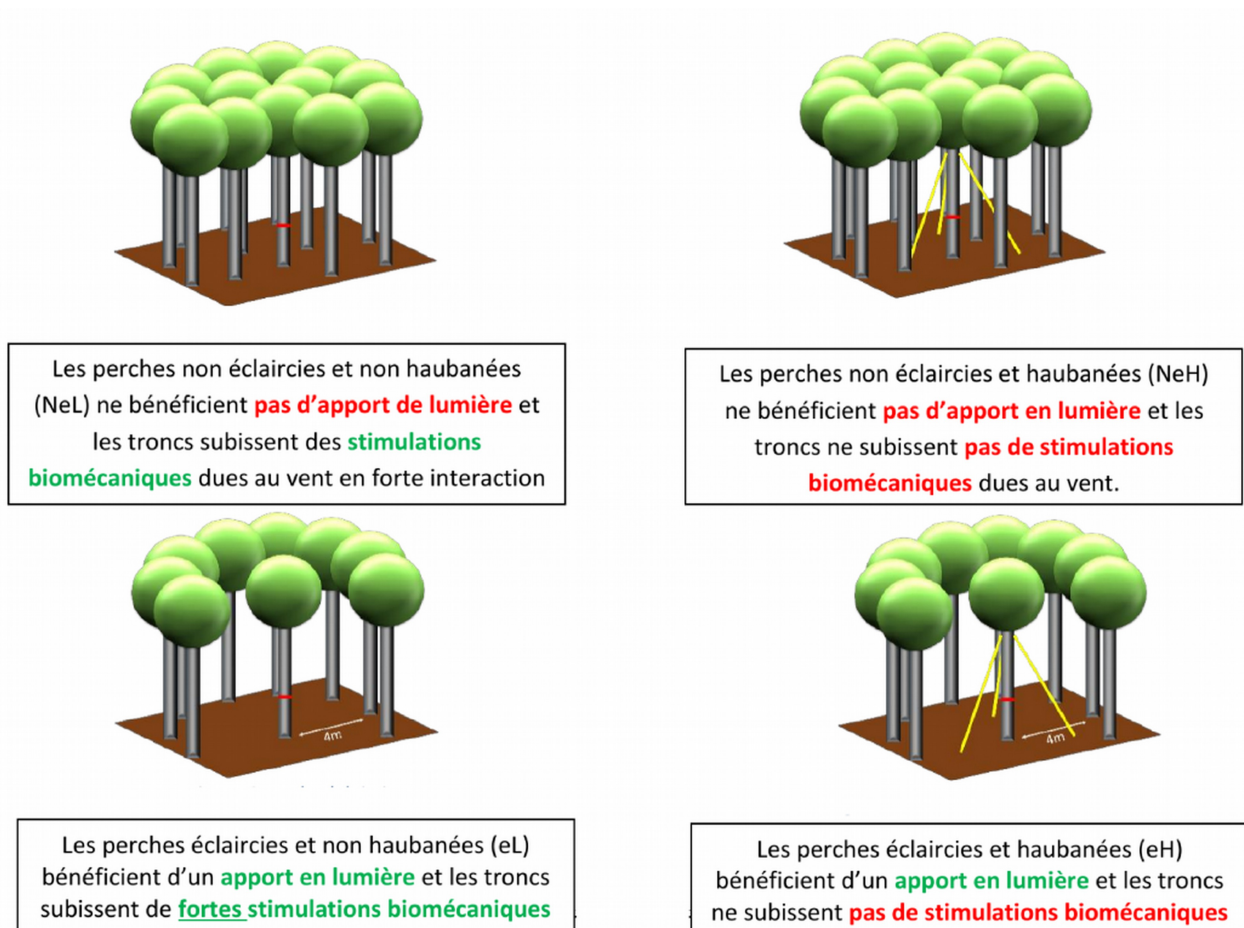 Les perches non éclaircies et non haubanées
(NeL) ne bénéficient pas d'apport de lumière et
les troncs subissent des stimulations
biomécaniques dues au vent en forte interaction
Les perches non éclaircies et haubanées (NeH)
ne bénéficient pas d'apport en lumière et les
troncs ne subissent pas de stimulations
biomécaniques dues au vent.
4m
4m
Les perches éclaircies et non haubanées (eL)
bénéficient d'un apport en lumière et les troncs
subissent de fortes stimulations biomécaniques
Les perches éclaircies et haubanées (eH)
bénéficient d'un apport en lumière et les troncs
ne subissent pas de stimulations biomécaniques